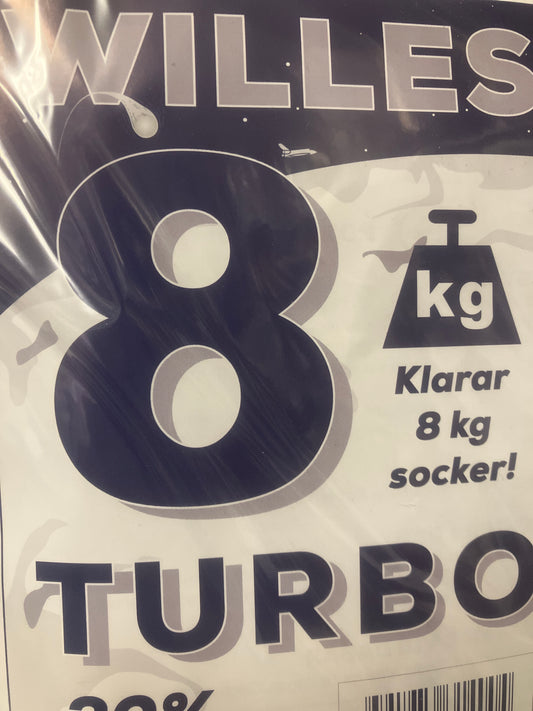 WILLES
8
kg
Klarar
8 kg
socker!
TURBO